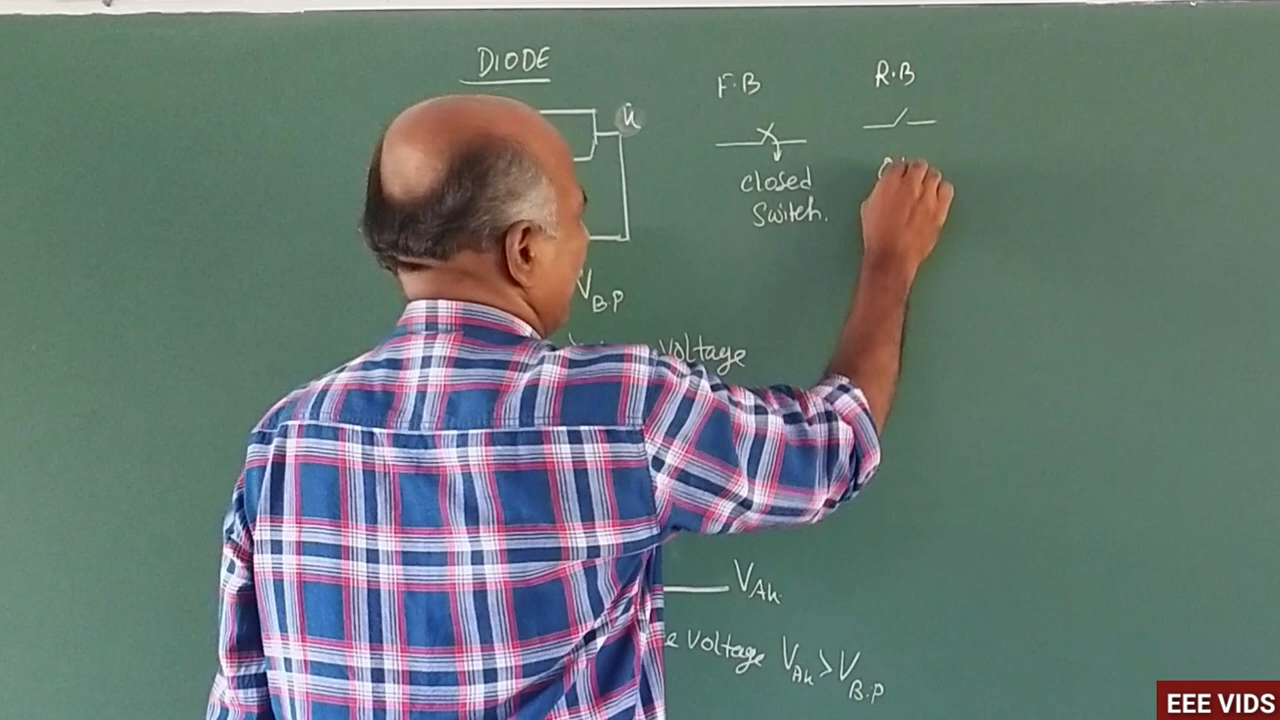 DIODE
F.B
R.B
K
closed
Switch.
V B.P
voltage
V AK
e voltage V AK > V B.P
EEE VIDS